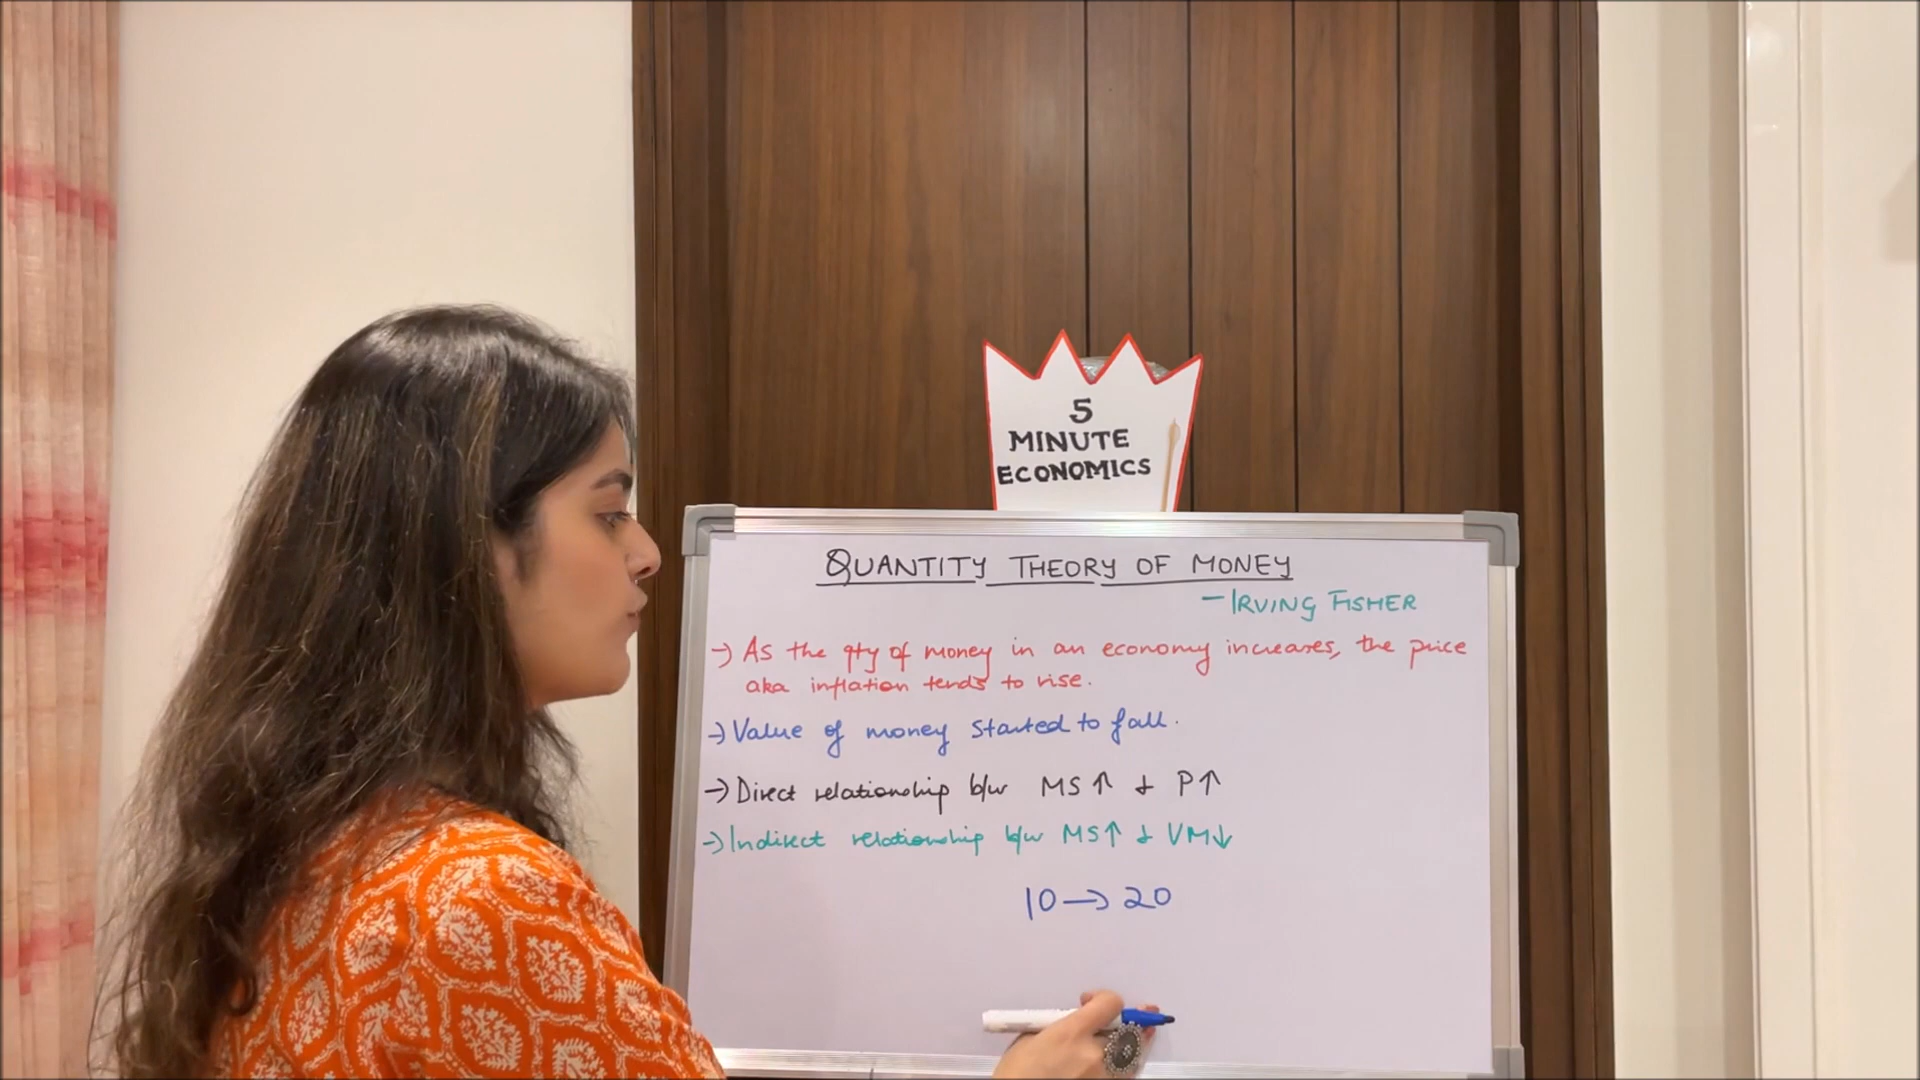 5
MINUTE
ECONOMICS
QUANTITY THEORY OF MONEY
- IRVING FISHER
→ As the qty of money in an economy increases, the price
aka inflation tends to rise.
→ Value of money started to fall.
→ Direct relationship b/w MS↑ & P↑
→ Indirect relationship b/w MS↑ & VM↓
10 → 20